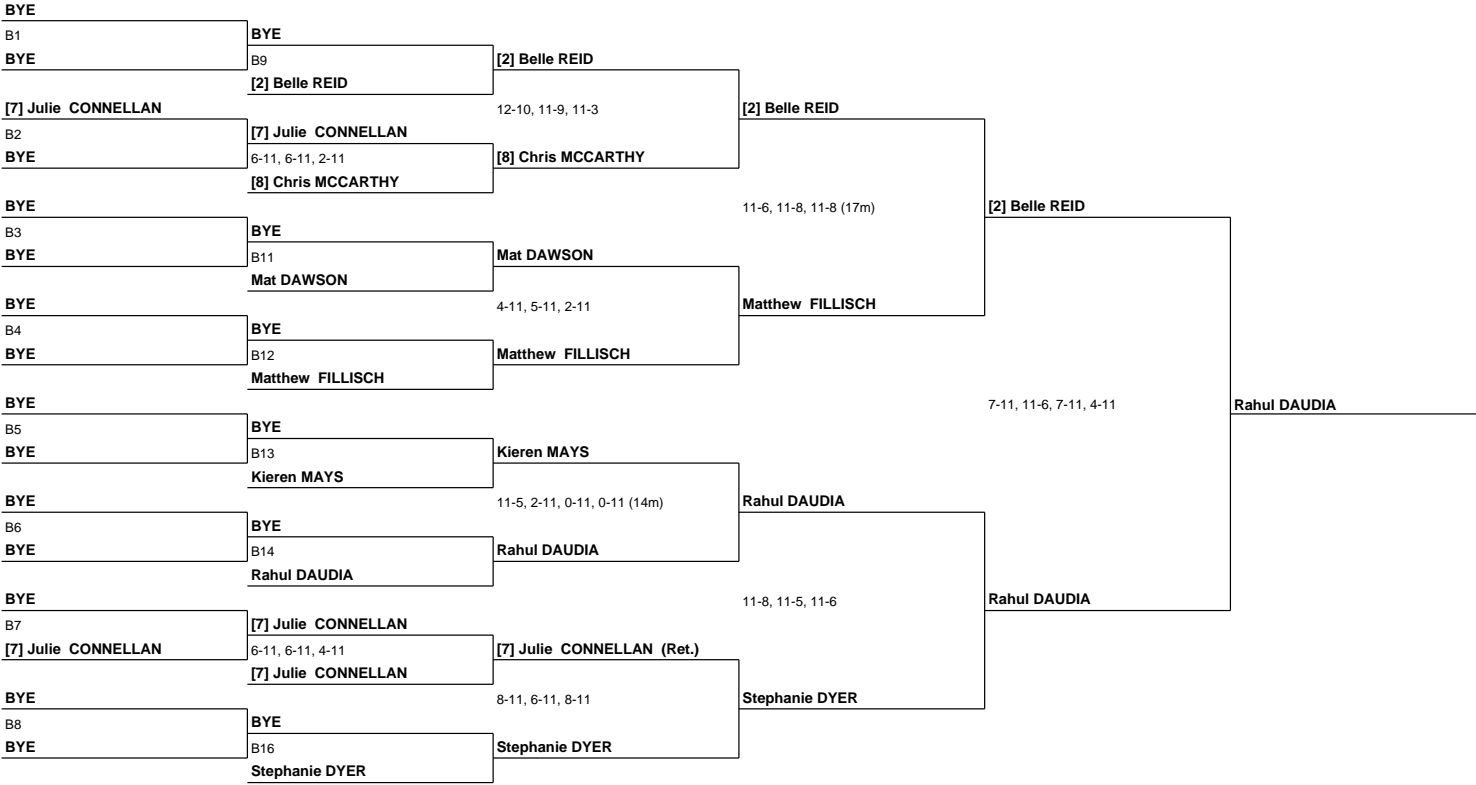 BYE
B1
BYE
BYE
B9
[2] Belle REID
[2] Belle REID
[7] Julie CONNELLAN
12-10, 11-9, 11-3
[2] Belle REID
B2
[7] Julie CONNELLAN
BYE
6-11, 6-11, 2-11
[8] Chris MCCARTHY
[8] Chris MCCARTHY
BYE
11-6, 11-8, 11-8 (17m)
[2] Belle REID
B3
BYE
BYE
B11
Mat DAWSON
Mat DAWSON
BYE
4-11, 5-11, 2-11
Matthew FILLISCH
B4
BYE
BYE
B12
Matthew FILLISCH
Matthew FILLISCH
BYE
7-11, 11-6, 7-11, 4-11
Rahul DAUDIA
B5
BYE
BYE
B13
Kieren MAYS
Kieren MAYS
BYE
11-5, 2-11, 0-11, 0-11 (14m)
Rahul DAUDIA
B6
BYE
BYE
B14
Rahul DAUDIA
Rahul DAUDIA
BYE
11-8, 11-5, 11-6
Rahul DAUDIA
B7
[7] Julie CONNELLAN
[7] Julie CONNELLAN
6-11, 6-11, 4-11
[7] Julie CONNELLAN (Ret.)
[7] Julie CONNELLAN
BYE
8-11, 6-11, 8-11
Stephanie DYER
B8
BYE
BYE
B16
Stephanie DYER
Stephanie DYER